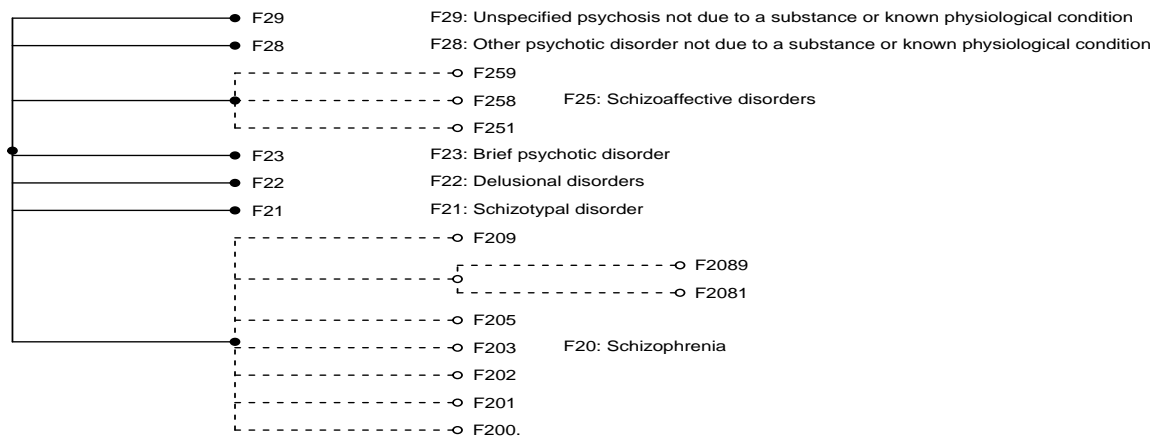 F29 F29: Unspecified psychosis not due to a substance or known physiological condition
F28 F28: Other psychotic disorder not due to a substance or known physiological condition
F259
F258 F25: Schizoaffective disorders
F251
F23 F23: Brief psychotic disorder
F22 F22: Delusional disorders
F21 F21: Schizotypal disorder
F209
F2089
F2081
F205
F203 F20: Schizophrenia
F202
F201
F200.